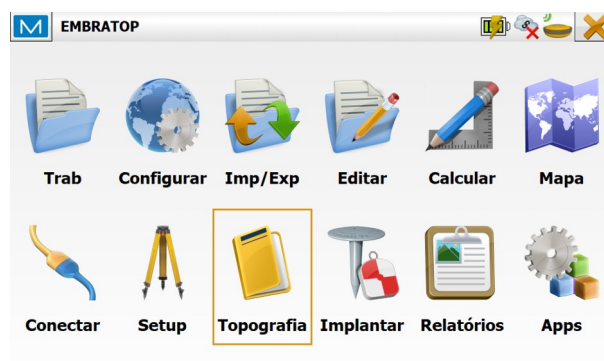 M EMBRATOP
Trab Configurar Imp/Exp Editar Calcular Mapa
Conectar Setup Topografia Implantar Relatórios Apps